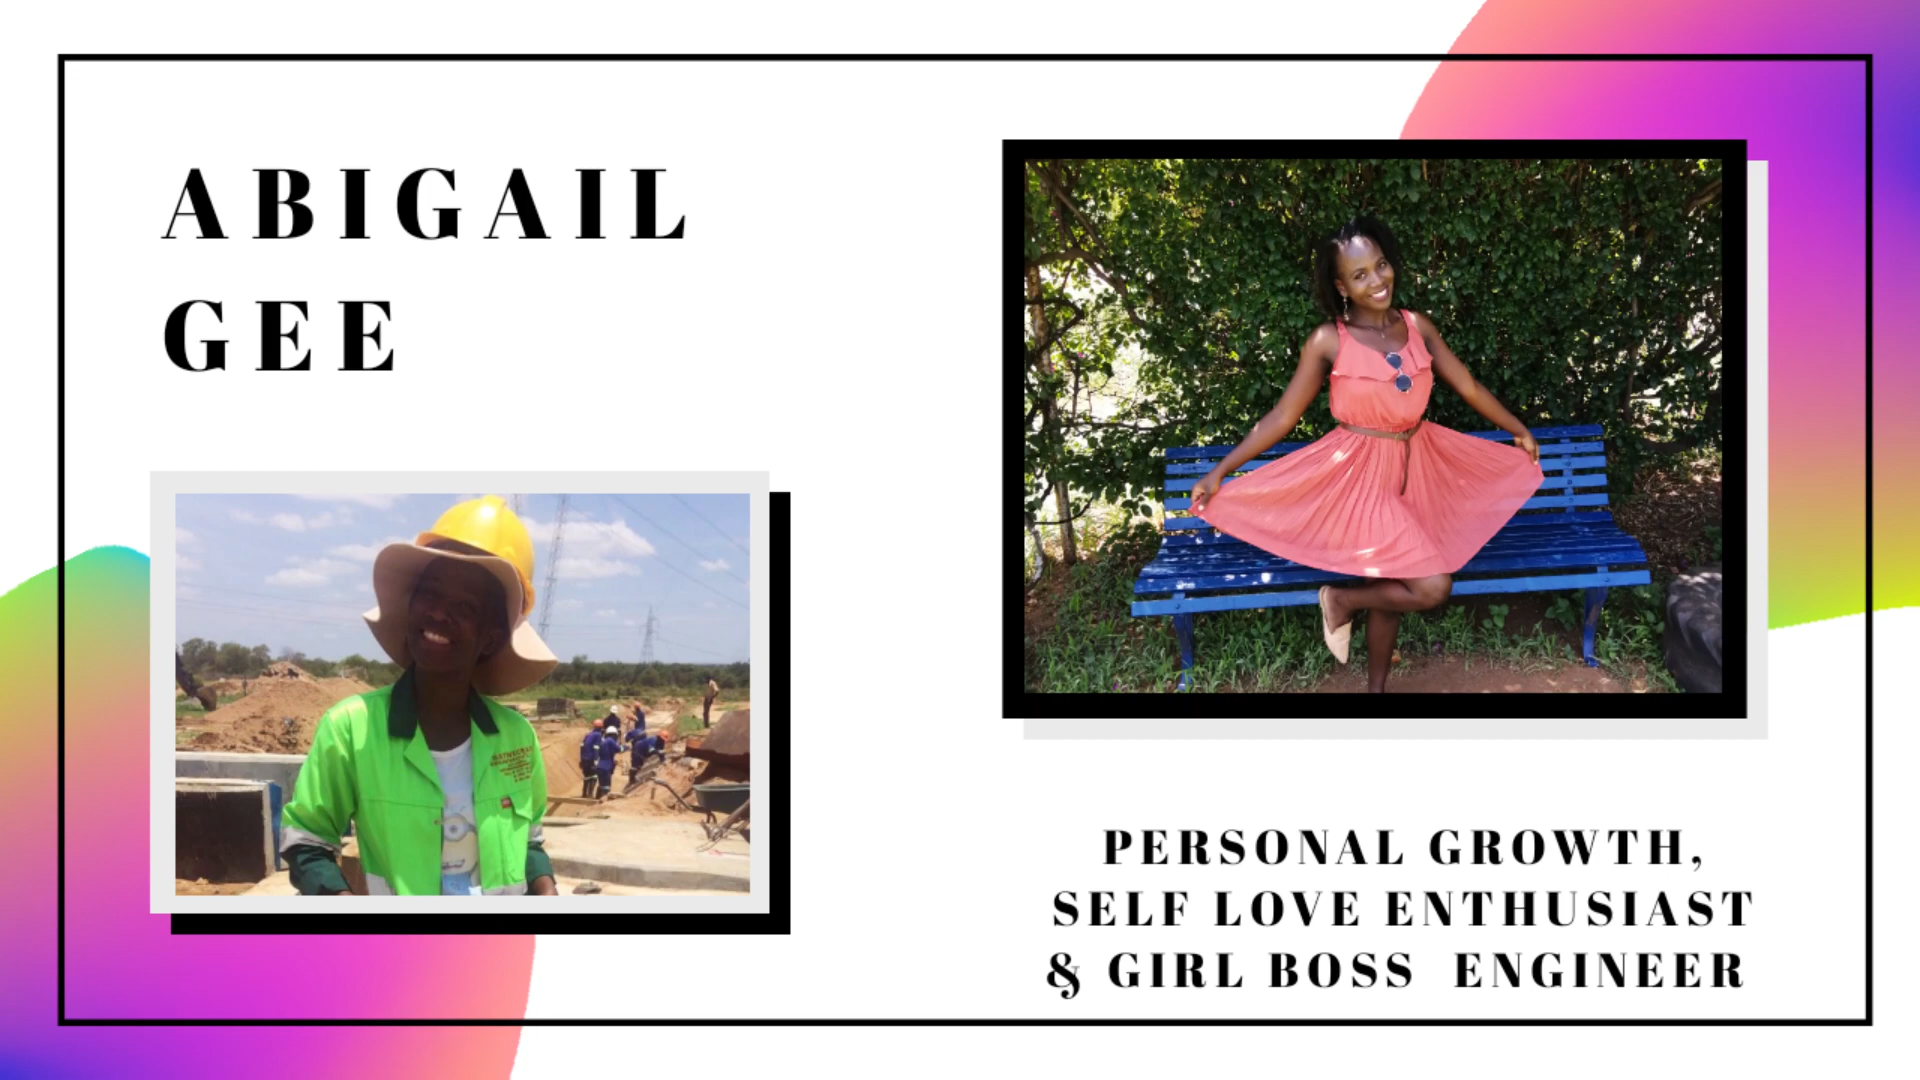 ABIGAIL
GEE
PERSONAL GROWTH,
SELF LOVE ENTHUSIAST
& GIRL BOSS ENGINEER